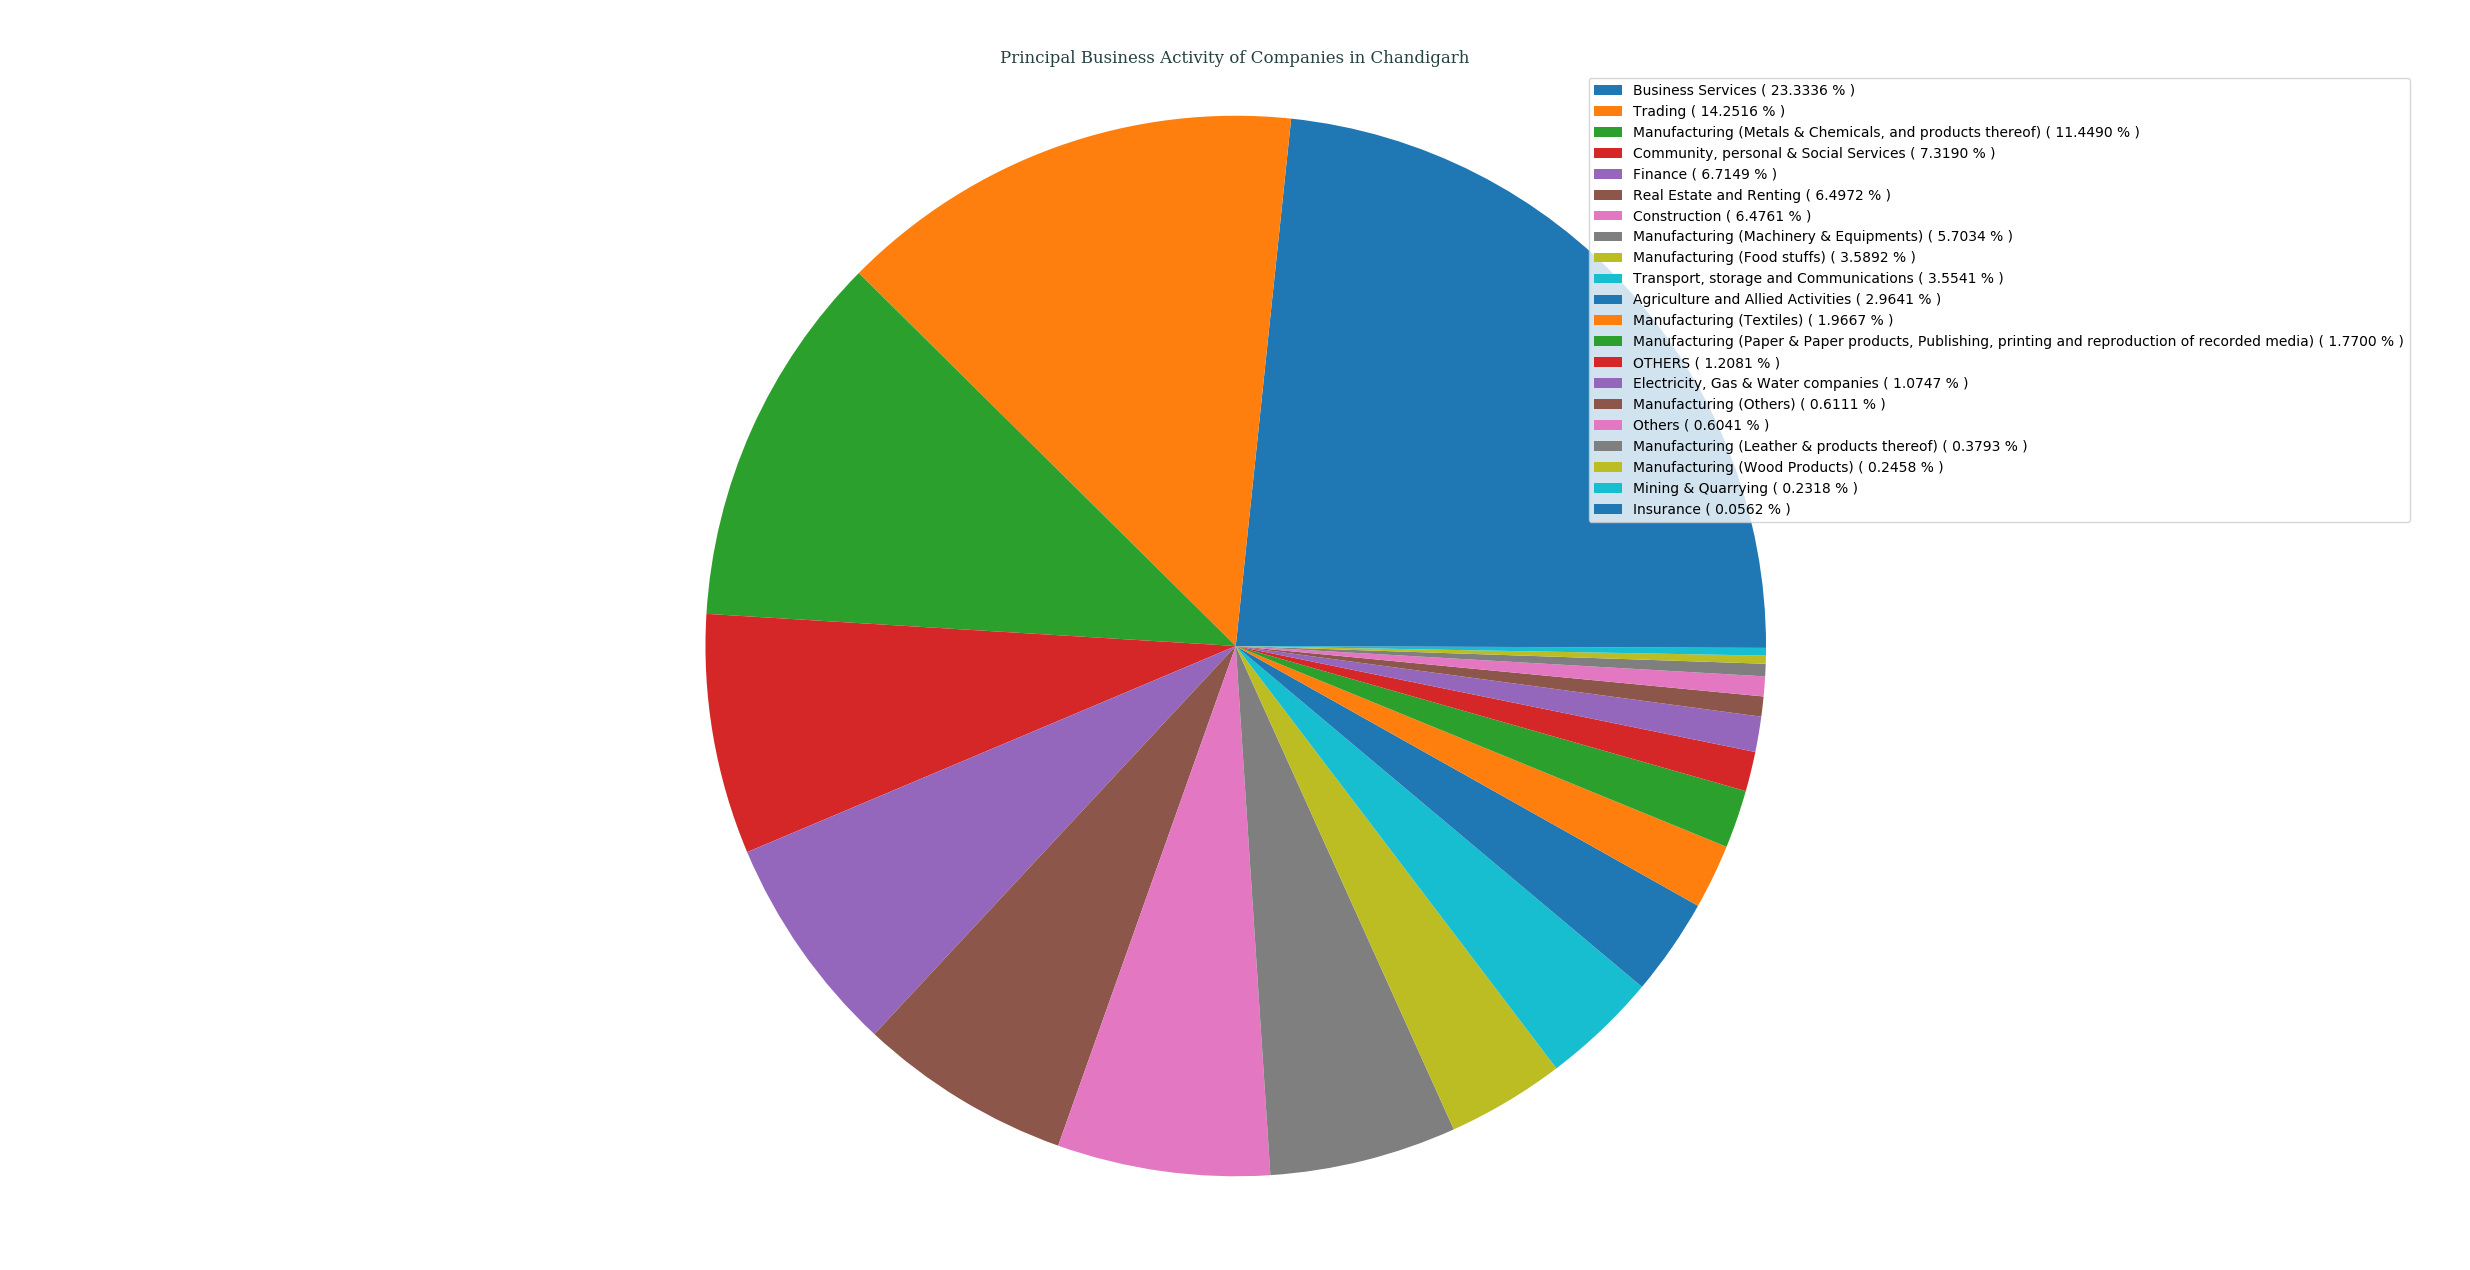 Principal Business Activity of Companies in Chandigarh
Business Services ( 23.3336 % )
Trading ( 14.2516 % )
Manufacturing (Metals & Chemicals, and products thereof) ( 11.4490 % )
Community, personal & Social Services ( 7.3190 % )
Finance ( 6.7149 % )
Real Estate and Renting ( 6.4972 % )
Construction ( 6.4761 % )
Manufacturing (Machinery & Equipments) ( 5.7034 % )
Manufacturing (Food stuffs) ( 3.5892 % )
Transport, storage and Communications ( 3.5541 % )
Agriculture and Allied Activities ( 2.9641 % )
Manufacturing (Textiles) ( 1.9667 % )
Manufacturing (Paper & Paper products, Publishing, printing and reproduction of recorded media) ( 1.7700 % )
OTHERS ( 1.2081 % )
Electricity, Gas & Water companies ( 1.0747 % )
Manufacturing (Others) ( 0.6111 % )
Others ( 0.6041 % )
Manufacturing (Leather & products thereof) ( 0.3793 % )
Manufacturing (Wood Products) ( 0.2458 % )
Mining & Quarrying ( 0.2318 % )
Insurance ( 0.0562 % )